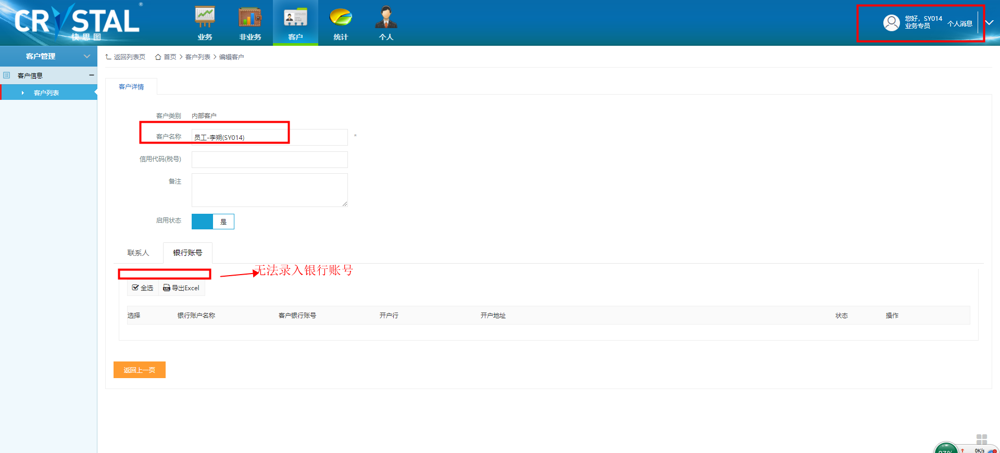 CRYSTAL®
快思图
业务
非业务
客户
统计
个人
您好，SY014
业务专员
个人消息
客户管理
客户信息
客户列表
返回列表页 首页 > 客户列表 > 编辑客户
客户详情
客户类别 内部客户
客户名称 员工-李朔(SY014) *
信用代码(税号)
备注
启用状态 是
联系人 银行账号
无法录入银行账号
全选 导出Excel
选择 银行账户名称 客户银行账号 开户行 开户地址 状态 操作
返回上一页
0K/s